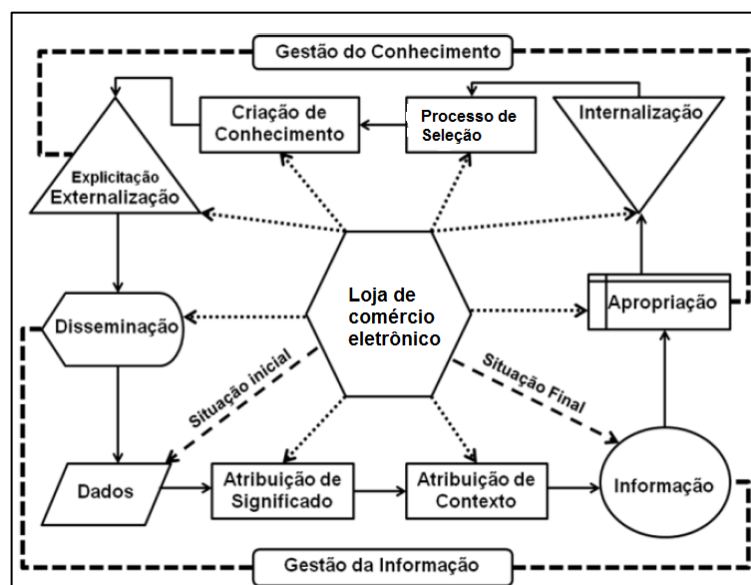 Gestão do Conhecimento
Criação de
Conhecimento
Processo de
Seleção
Internalização
Explicitação
Externalização
Loja de
comércio
eletrônico
Disseminação
Apropriação
Situação inicial
Situação Final
Dados
Atribuição de
Significado
Atribuição de
Contexto
Informação
Gestão da Informação